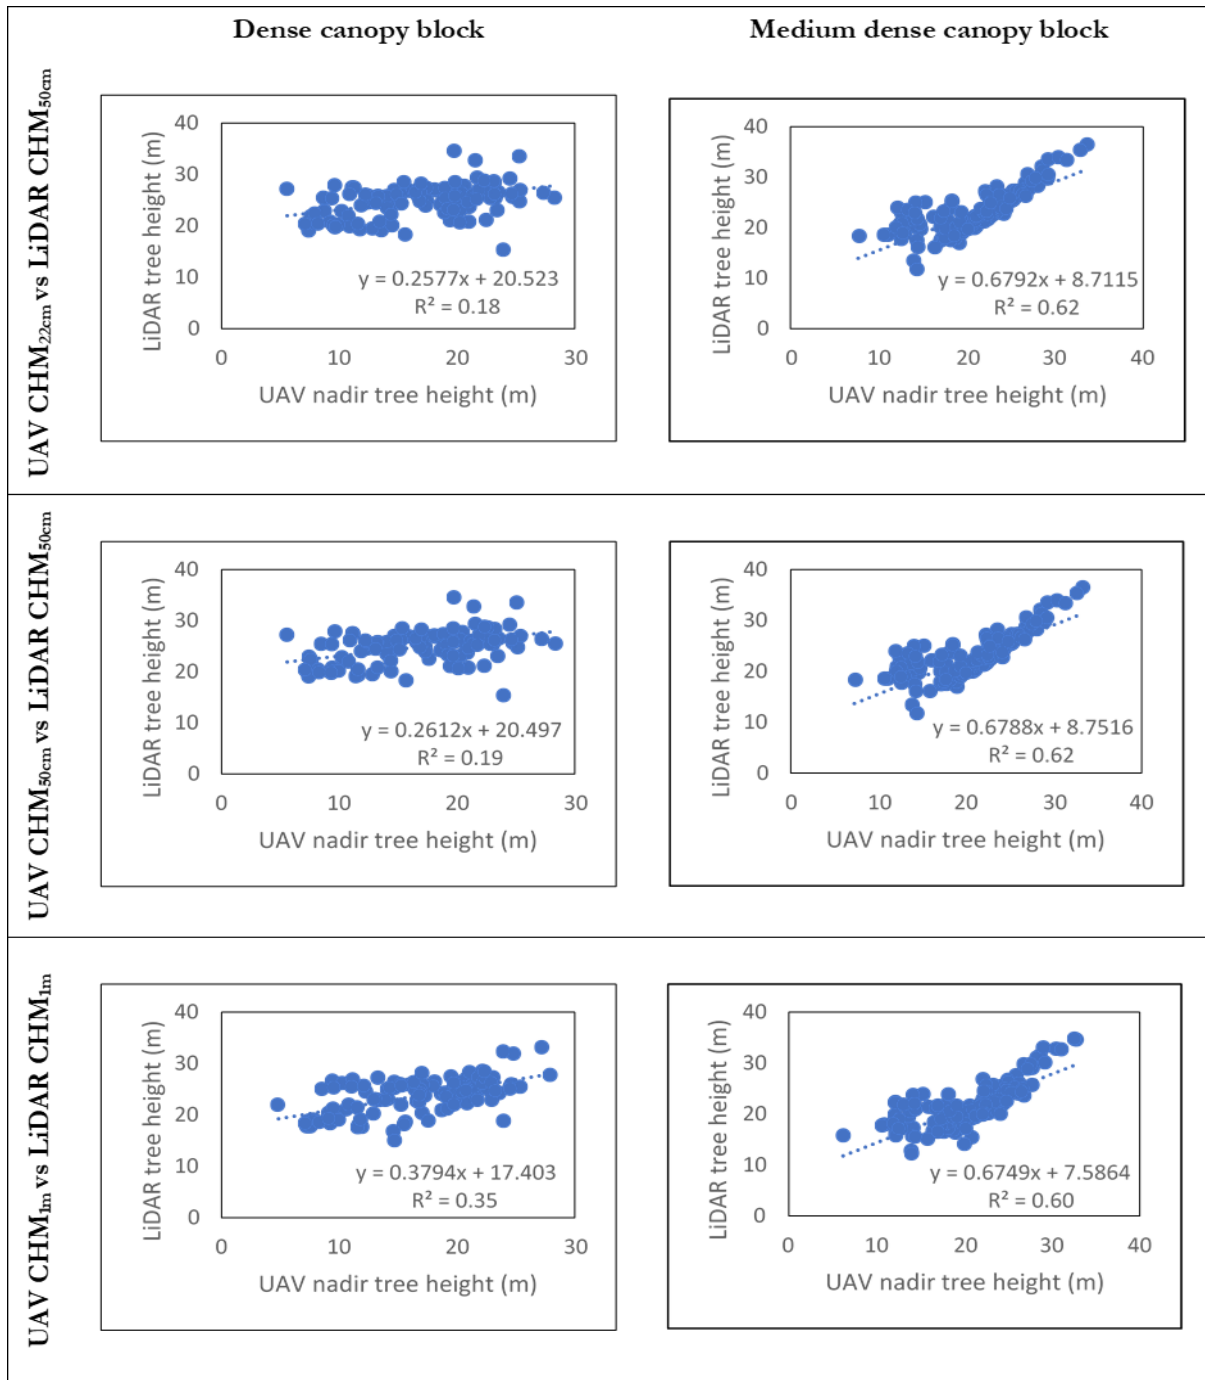 Dense canopy block
Medium dense canopy block
UAV CHM22cm vs LiDAR CHM50cm
LiDAR tree height (m)
40
30
20
10
0
y = 0.2577x + 20.523
R² = 0.18
0 10 20 30
UAV nadir tree height (m)
LiDAR tree height (m)
40
30
20
10
0
y = 0.6792x + 8.7115
R² = 0.62
0 10 20 30 40
UAV nadir tree height (m)
UAV CHM50cm vs LiDAR CHM50cm
LiDAR tree height (m)
40
30
20
10
0
y = 0.2612x + 20.497
R² = 0.19
0 10 20 30
UAV nadir tree height (m)
LiDAR tree height (m)
40
30
20
10
0
y = 0.6788x + 8.7516
R² = 0.62
0 10 20 30 40
UAV nadir tree height (m)
UAV CHM1m vs LiDAR CHM1m
LiDAR tree height (m)
40
30
20
10
0
y = 0.3794x + 17.403
R² = 0.35
0 10 20 30
UAV nadir tree height (m)
LiDAR tree height (m)
40
30
20
10
0
y = 0.6749x + 7.5864
R² = 0.60
0 10 20 30 40
UAV nadir tree height (m)